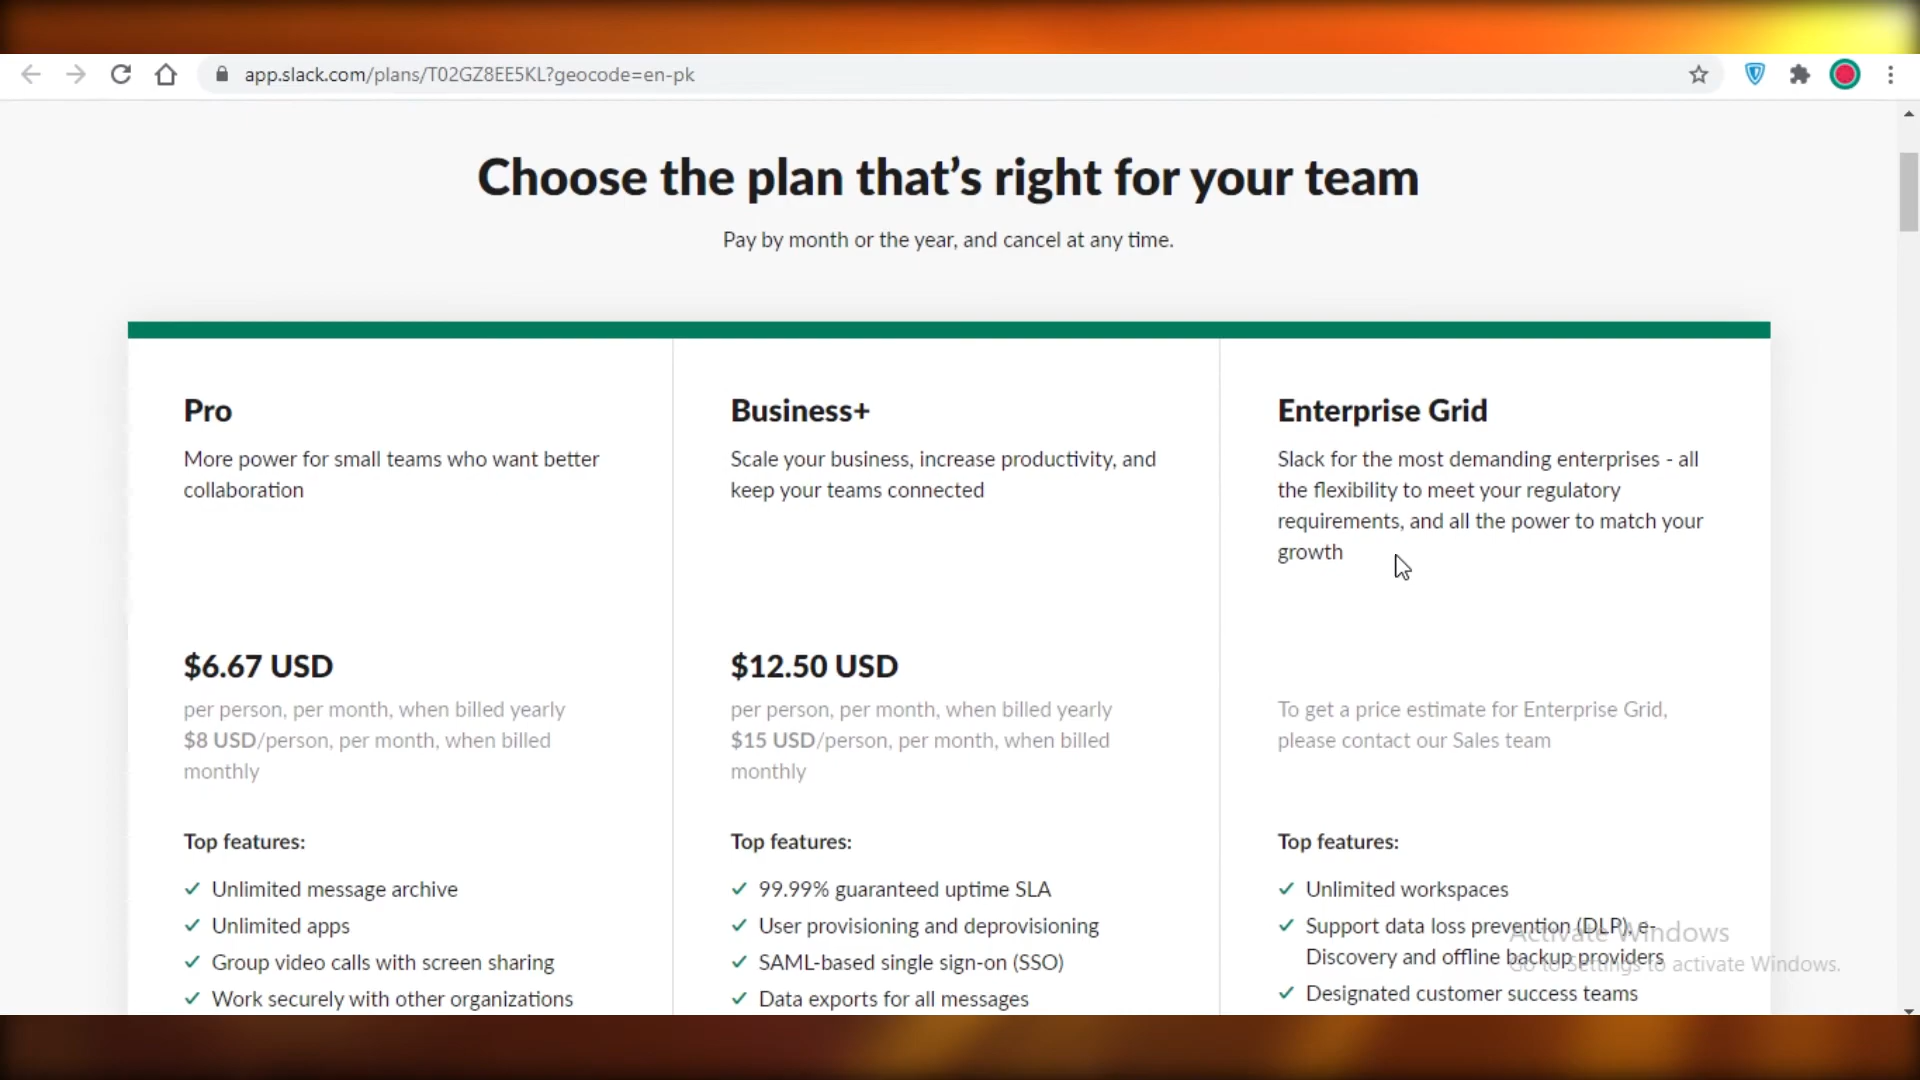 app.slack.com/plans/T02GZ8EE5KL?geocode=en-pk
Choose the plan that’s right for your team
Pay by month or the year, and cancel at any time.
Pro
More power for small teams who want better
collaboration
$6.67 USD
per person, per month, when billed yearly
$8 USD/person, per month, when billed
monthly
Top features:
✓ Unlimited message archive
✓ Unlimited apps
✓ Group video calls with screen sharing
✓ Work securely with other organizations
Business+
Scale your business, increase productivity, and
keep your teams connected
$12.50 USD
per person, per month, when billed yearly
$15 USD/person, per month, when billed
monthly
Top features:
✓ 99.99% guaranteed uptime SLA
✓ User provisioning and deprovisioning
✓ SAML-based single sign-on (SSO)
✓ Data exports for all messages
Enterprise Grid
Slack for the most demanding enterprises - all
the flexibility to meet your regulatory
requirements, and all the power to match your
growth
To get a price estimate for Enterprise Grid,
please contact our Sales team
Top features:
✓ Unlimited workspaces
✓ Support data loss prevention (DLP), e-
Discovery and offline backup providers
✓ Designated customer success teams
Activate Windows
Go to Settings to activate Windows.